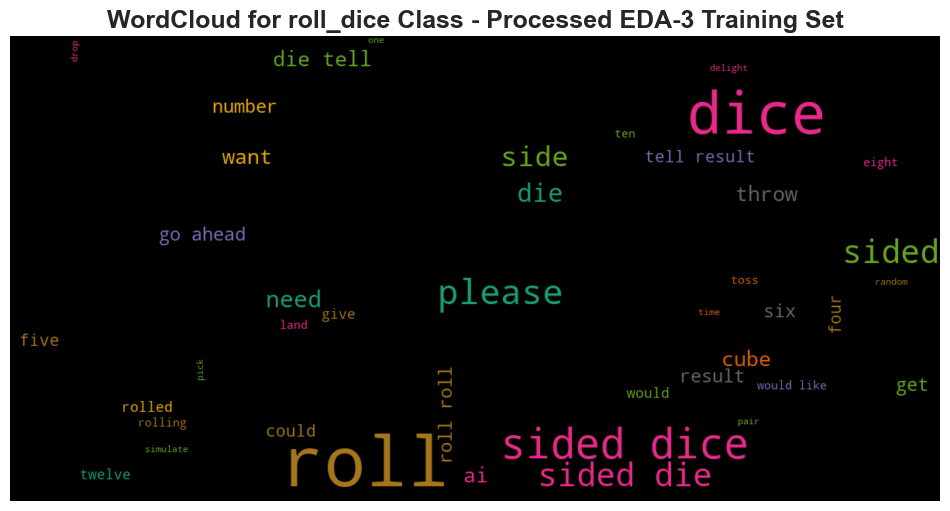 WordCloud for roll_dice Class - Processed EDA-3 Training Set
drop
one
die tell
delight
number
dice
ten
want
side
tell result
eight
die
throw
go ahead
sided
please
toss
random
need
land
give
time
six
four
five
cube
pick
roll roll
result
would like
get
would
rolled
rolling
could
pair
simulate
roll
sided dice
twelve
ai
sided die